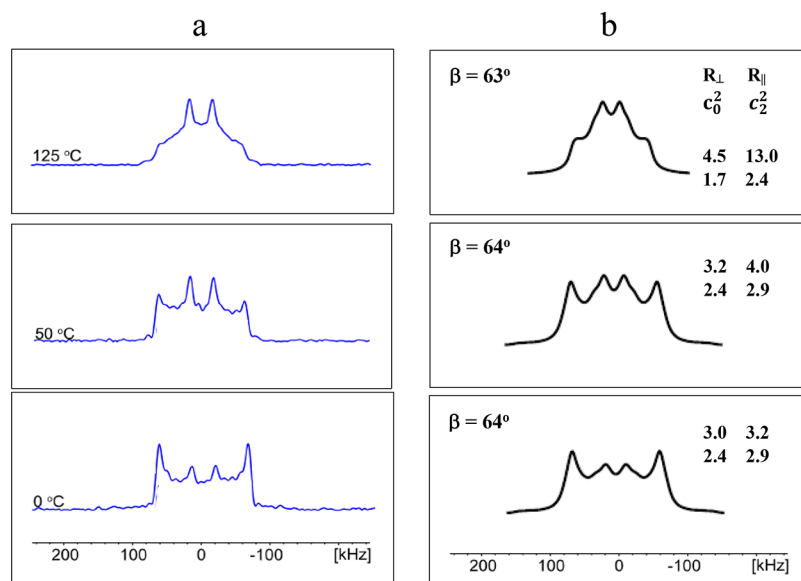 a
b
125 °C
β = 63°
R⊥ R∥
c₀² c₂²
4.5 13.0
1.7 2.4
50 °C
β = 64°
3.2 4.0
2.4 2.9
0 °C
β = 64°
3.0 3.2
2.4 2.9
200 100 0 -100 [kHz]
200 100 0 -100 [kHz]